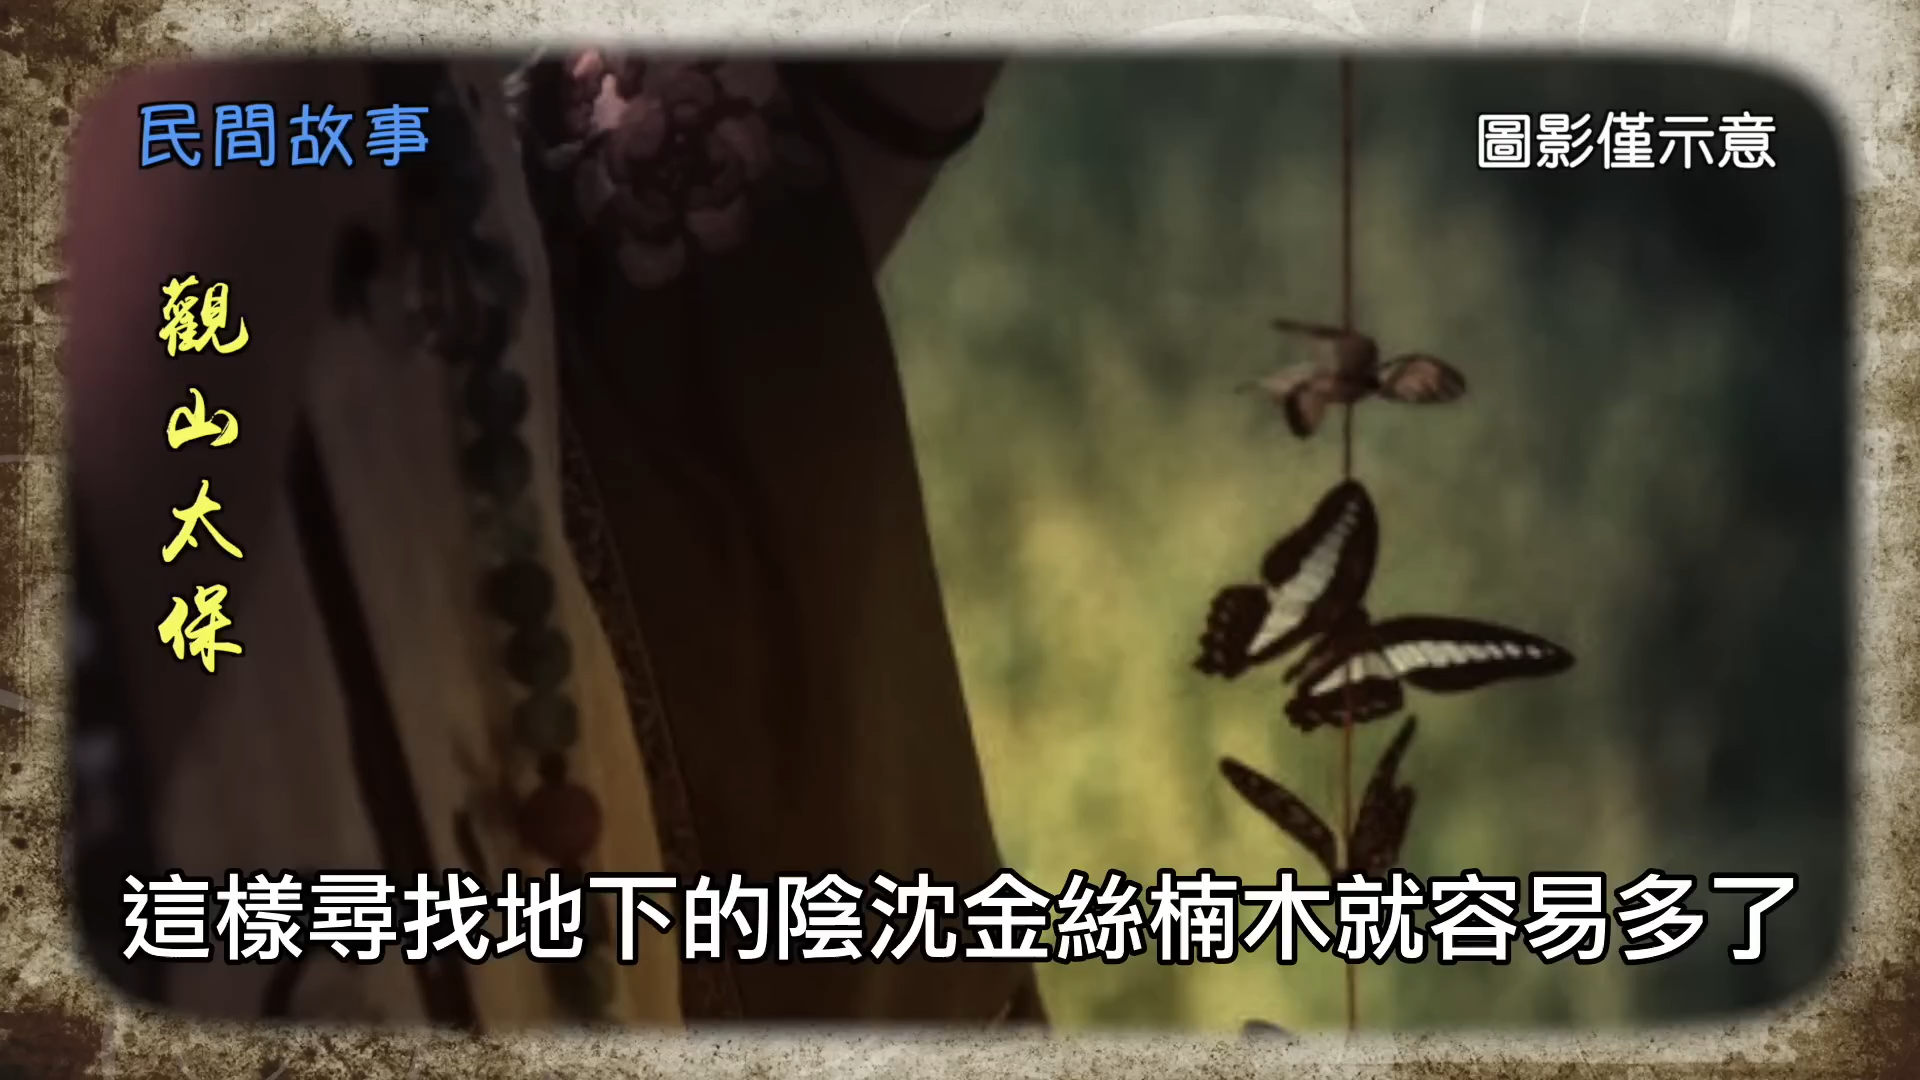 民間故事
圖影僅示意
觀山太保
這樣尋找地下的陰沈金絲楠木就容易多了